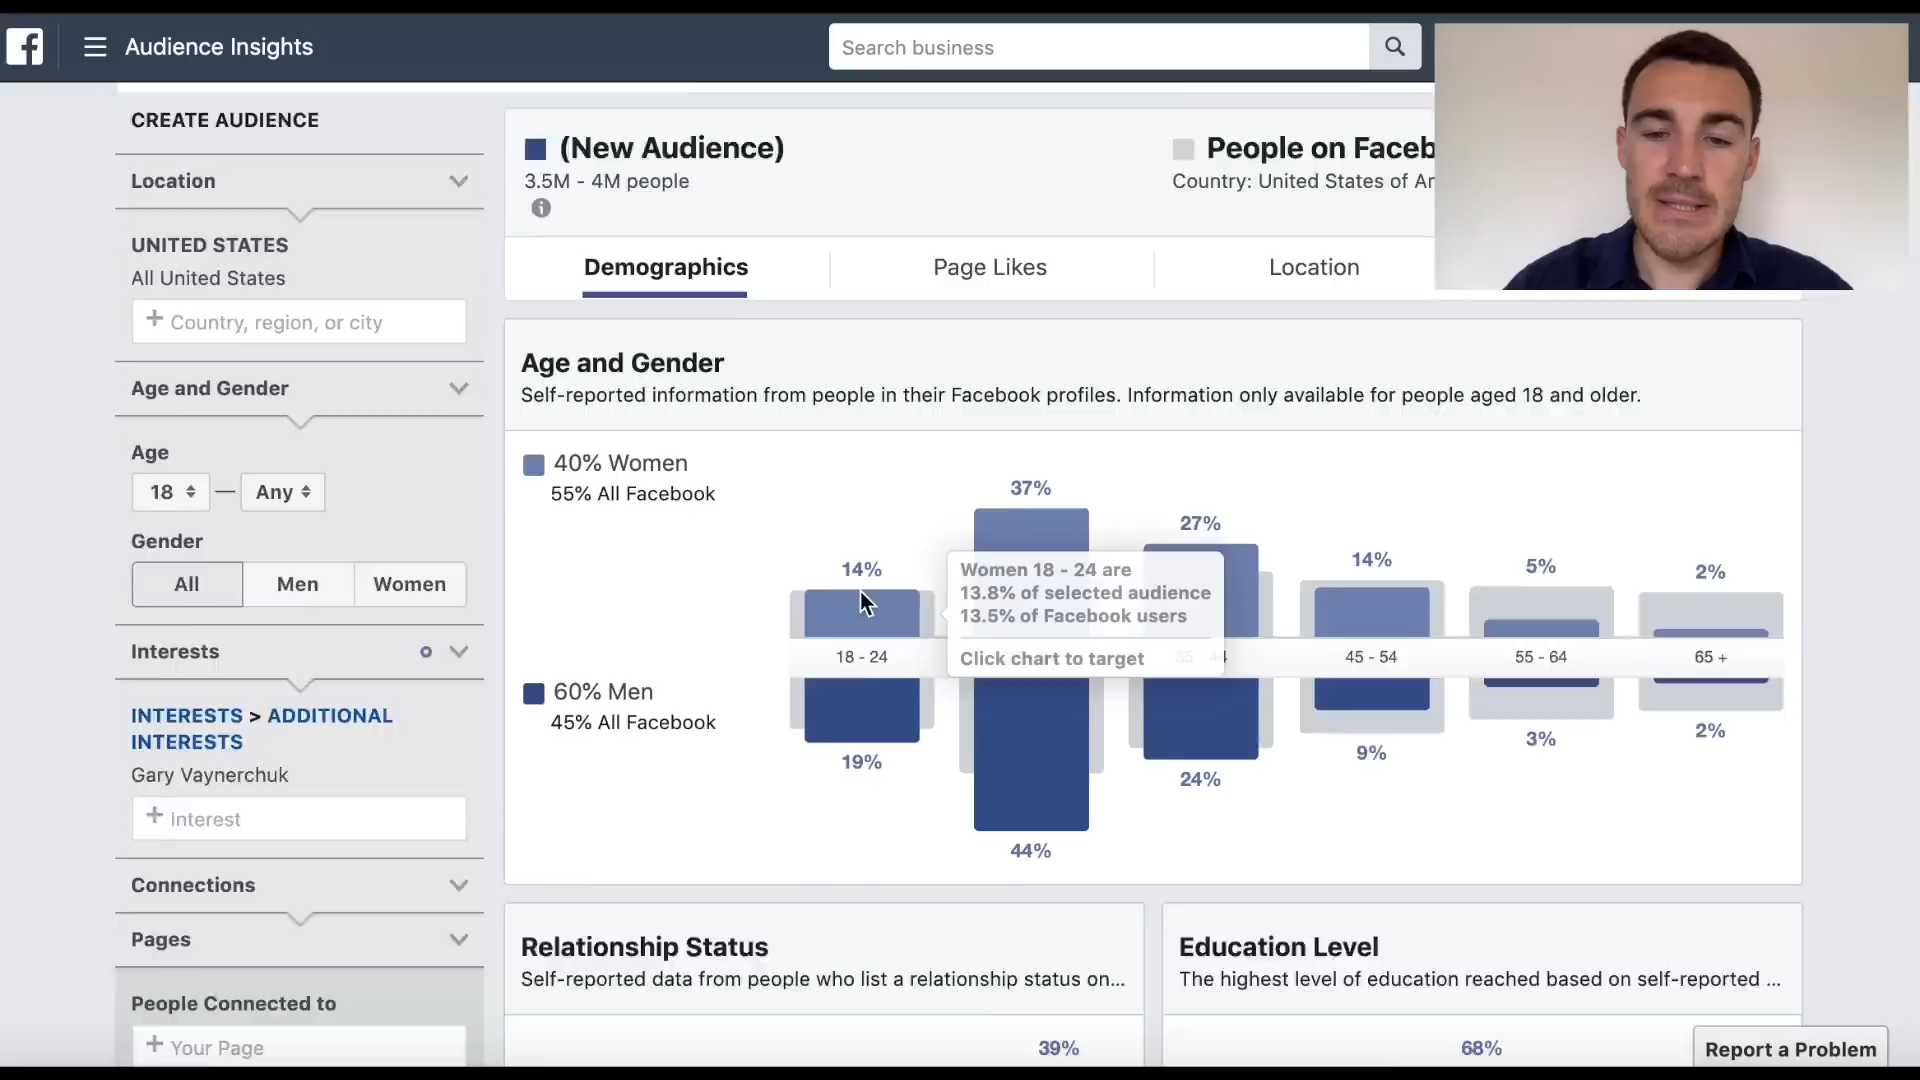 Audience Insights
Search business
CREATE AUDIENCE
Location
UNITED STATES
All United States
+ Country, region, or city
Age and Gender
Age
18 — Any
Gender
All Men Women
Interests
INTERESTS > ADDITIONAL
INTERESTS
Gary Vaynerchuk
+ Interest
Connections
Pages
People Connected to
+ Your Page
(New Audience)
3.5M - 4M people
People on Faceb
Country: United States of Ar
Demographics Page Likes Location
Age and Gender
Self-reported information from people in their Facebook profiles. Information only available for people aged 18 and older.
40% Women
55% All Facebook
60% Men
45% All Facebook
14% 37% 27% 14% 5% 2%
Women 18 - 24 are
13.8% of selected audience
13.5% of Facebook users
Click chart to target
18 - 24 45 - 54 55 - 64 65 +
19% 44% 24% 9% 3% 2%
Relationship Status
Self-reported data from people who list a relationship status on...
39%
Education Level
The highest level of education reached based on self-reported ...
68%
Report a Problem